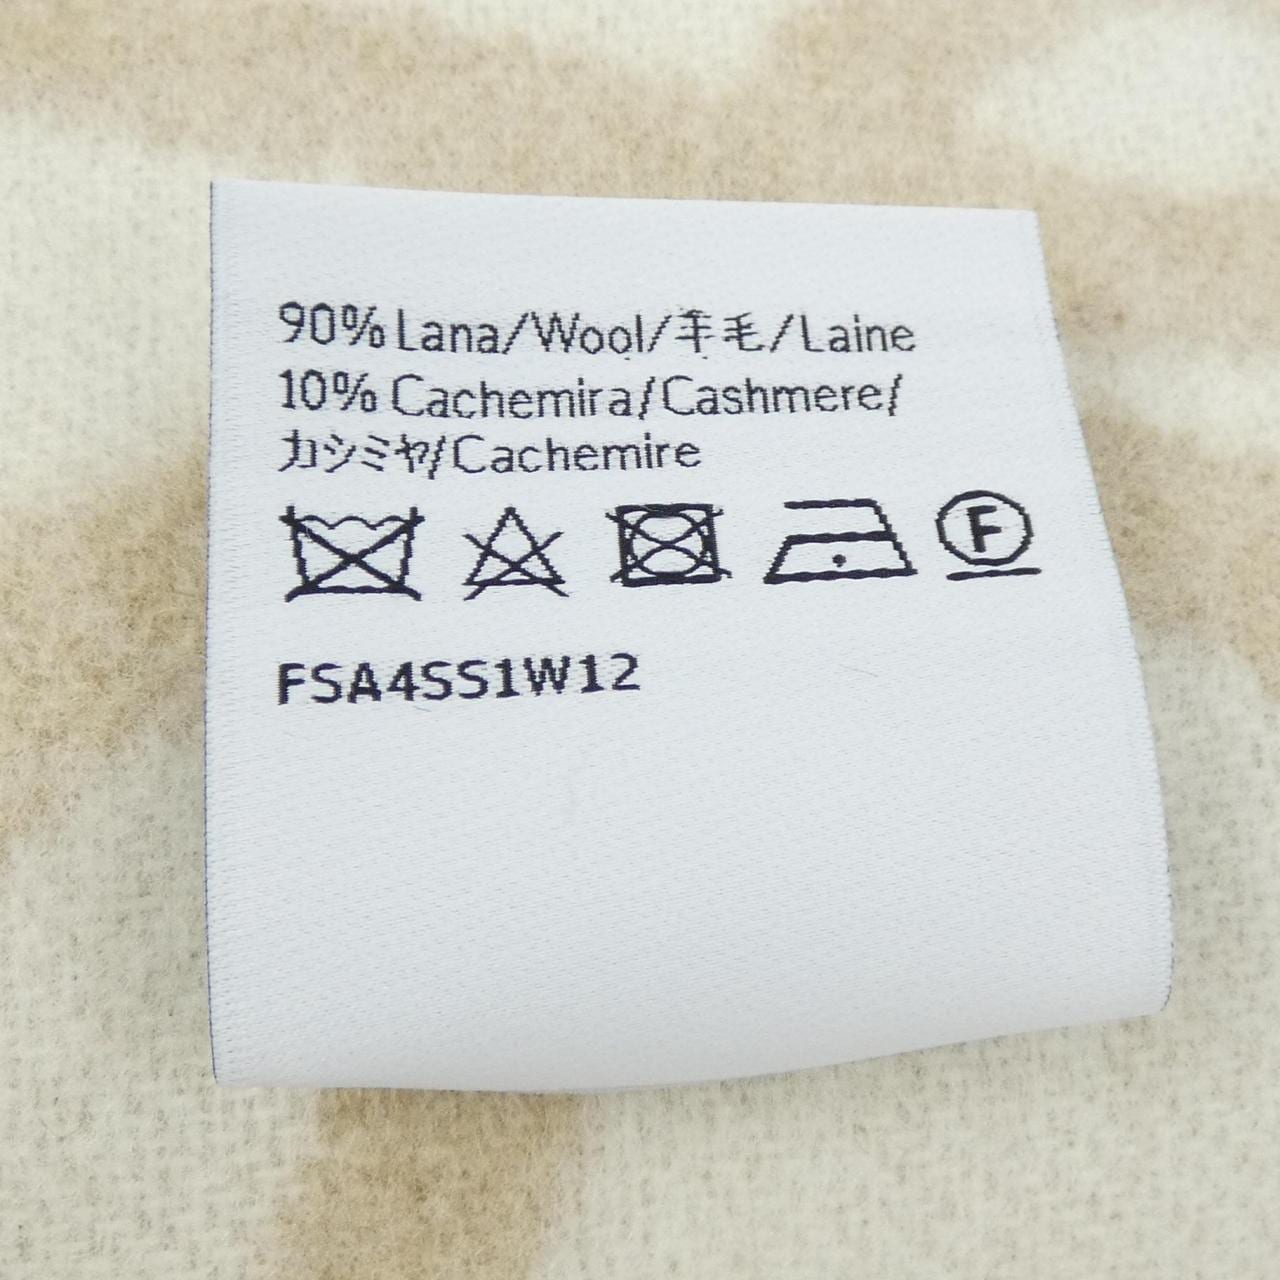 90% Lana/Wool/羊毛/Laine
10% Cachemira/Cashmere/
カシミヤ/Cachemire
F
FSA4SS1W12